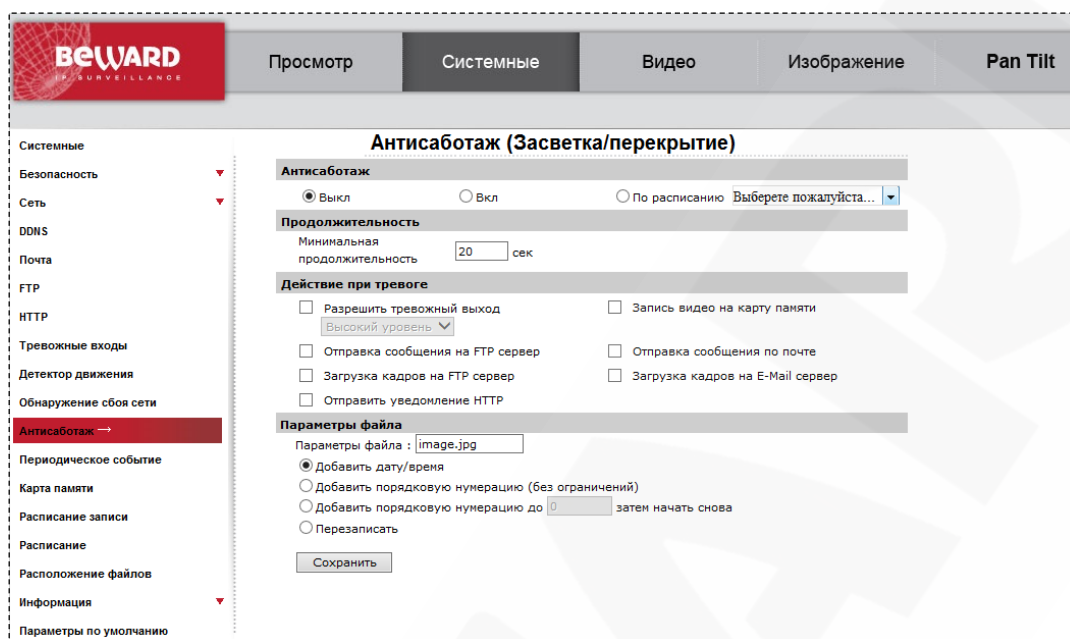 BEWARD
IP SURVEILLANCE
Просмотр
Системные
Видео
Изображение
Pan Tilt
Системные
Безопасность
Сеть
DDNS
Почта
FTP
HTTP
Тревожные входы
Детектор движения
Обнаружение сбоя сети
Антисаботаж →
Периодическое событие
Карта памяти
Расписание записи
Расписание
Расположение файлов
Информация
Параметры по умолчанию
Антисаботаж (Засветка/перекрытие)
Антисаботаж
Выкл Вкл По расписанию Выберете пожалуйста...
Продолжительность
Минимальная
продолжительность 20 сек
Действие при тревоге
Разрешить тревожный выход Запись видео на карту памяти
Высокий уровень
Отправка сообщения на FTP сервер Отправка сообщения по почте
Загрузка кадров на FTP сервер Загрузка кадров на E-Mail сервер
Отправить уведомление HTTP
Параметры файла
Параметры файла : image.jpg
Добавить дату/время
Добавить порядковую нумерацию (без ограничений)
Добавить порядковую нумерацию до 0 затем начать снова
Перезаписать
Сохранить